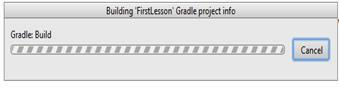 Building 'FirstLesson' Gradle project info
Gradle: Build
Cancel